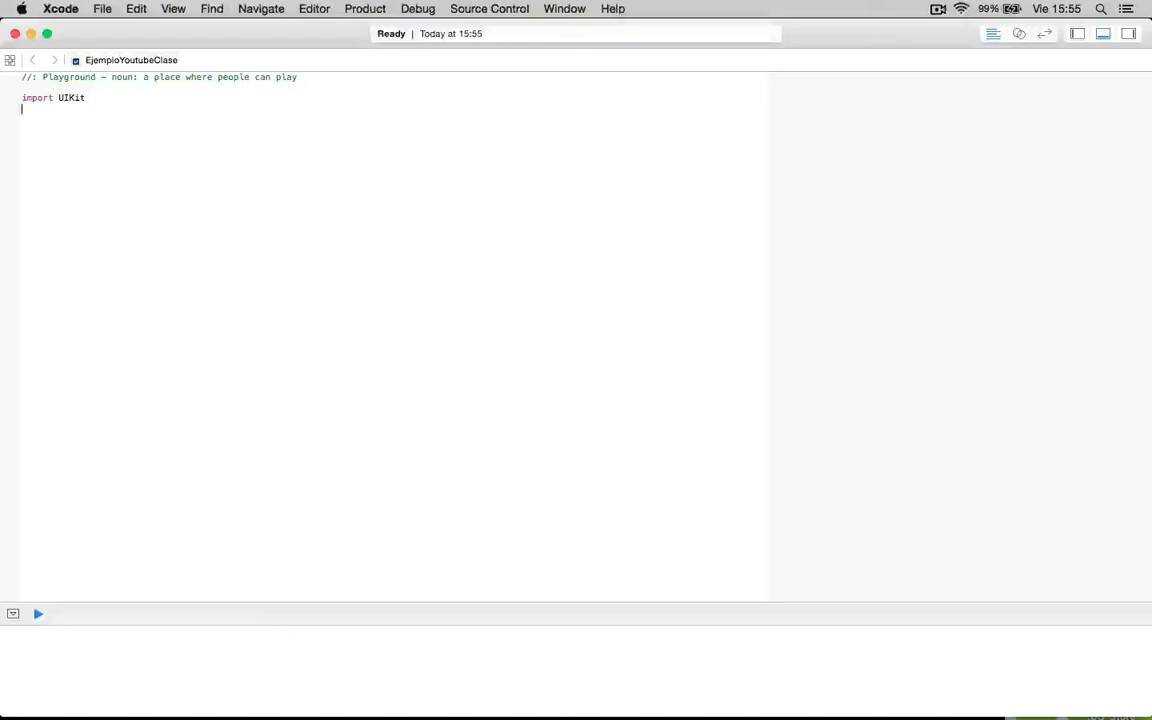 Xcode File Edit View Find Navigate Editor Product Debug Source Control Window Help 99% Vie 15:55
Ready | Today at 15:55
EjemploYoutubeClase
//: Playground - noun: a place where people can play
import UIKit